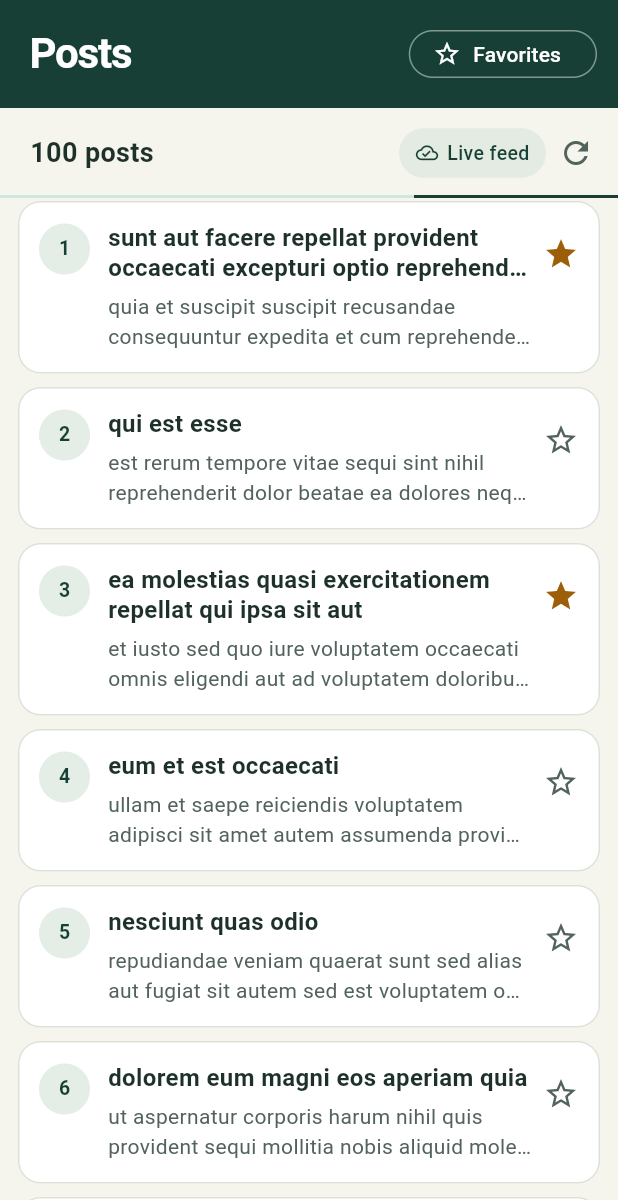 Posts
Favorites
100 posts
Live feed
1
sunt aut facere repellat provident
occaecati excepturi optio reprehend…
quia et suscipit suscipit recusandae
consequuntur expedita et cum reprehende…
2
qui est esse
est rerum tempore vitae sequi sint nihil
reprehenderit dolor beatae ea dolores neq…
3
ea molestias quasi exercitationem
repellat qui ipsa sit aut
et iusto sed quo iure voluptatem occaecati
omnis eligendi aut ad voluptatem doloribu…
4
eum et est occaecati
ullam et saepe reiciendis voluptatem
adipisci sit amet autem assumenda provi…
5
nesciunt quas odio
repudiandae veniam quaerat sunt sed alias
aut fugiat sit autem sed est voluptatem o…
6
dolorem eum magni eos aperiam quia
ut aspernatur corporis harum nihil quis
provident sequi mollitia nobis aliquid mole…